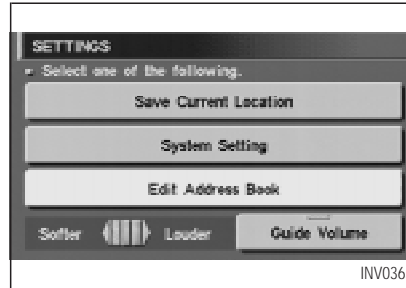 SETTINGS
Select one of the following.
Save Current Location
System Setting
Edit Address Book
Softer Louder Guide Volume
INV036